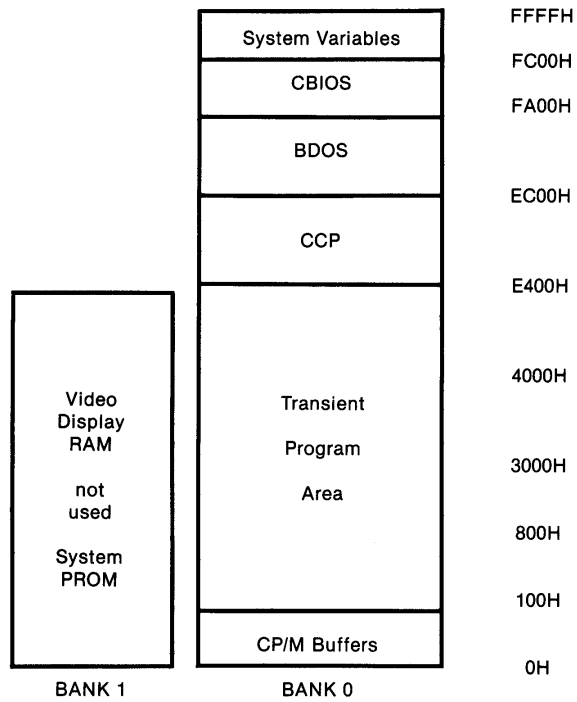 FFFFH
System Variables
FC00H
CBIOS
FA00H
BDOS
EC00H
CCP
E400H
Video
Display
RAM
not
used
System
PROM
Transient
Program
Area
4000H
3000H
800H
100H
CP/M Buffers
0H
BANK 1
BANK 0